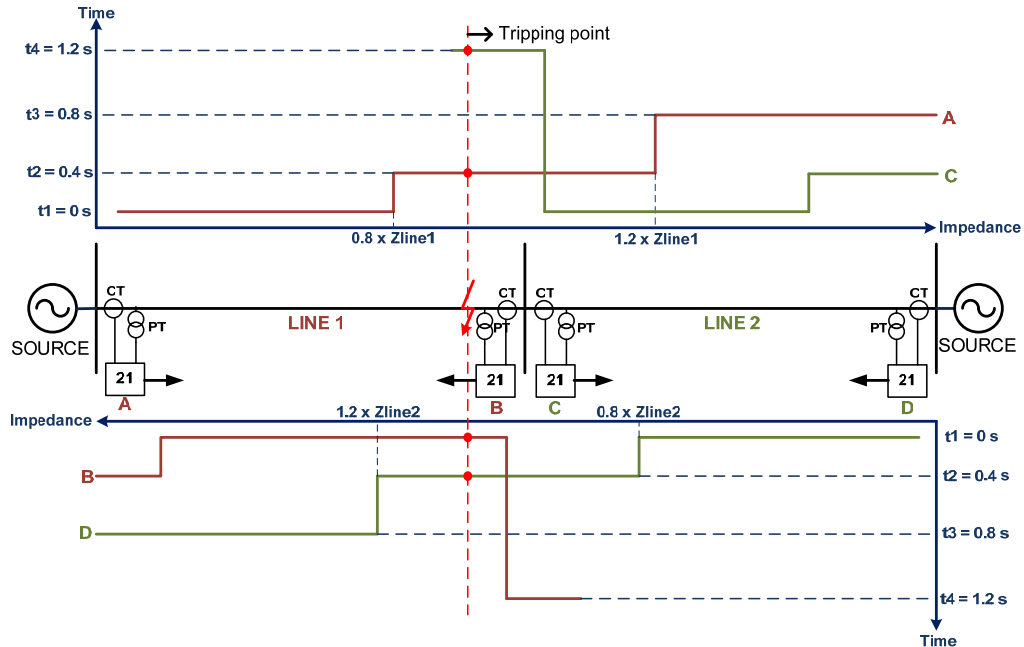 Time
Tripping point
t4 = 1.2 s
t3 = 0.8 s
A
t2 = 0.4 s
C
t1 = 0 s
Impedance
0.8 x Zline1
1.2 x Zline1
CT
CT
CT
CT
PT
LINE 1
PT
PT
LINE 2
PT
SOURCE
SOURCE
21
21
21
21
A
B
C
D
1.2 x Zline2
0.8 x Zline2
Impedance
t1 = 0 s
B
t2 = 0.4 s
D
t3 = 0.8 s
t4 = 1.2 s
Time